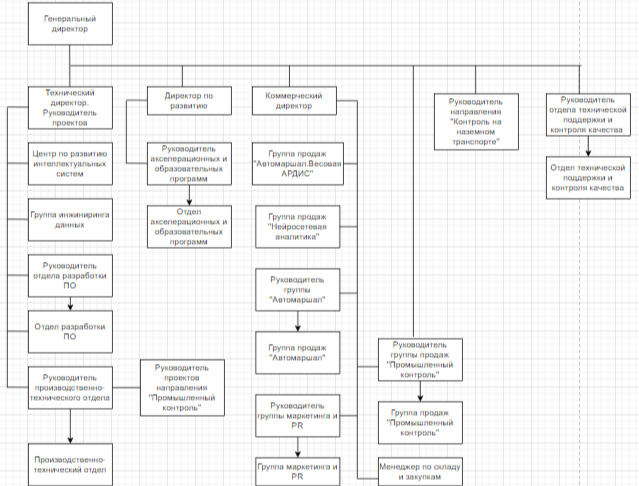 Генеральный
директор
Технический
директор.
Руководитель
проектов
Директор по
развитию
Коммерческий
директор
Руководитель
направления
"Контроль на
наземном
транспорте"
Руководитель
отдела технической
поддержки и
контроля качества
Центр по развитию
интеллектуальных
систем
Руководитель
акселерационных и
образовательных
программ
Группа продаж
"Автомаршал.Весовая
АРДИС"
Отдел технической
поддержки и
контроля качества
Группа инжиниринга
данных
Отдел
акселерационных и
образовательных
программ
Группа продаж
"Нейросетевая
аналитика"
Руководитель
отдела разработки
ПО
Руководитель
группы
"Автомаршал"
Отдел разработки
ПО
Группа продаж
"Автомаршал"
Руководитель
группы продаж
"Промышленный
контроль"
Руководитель
производственно-
технического отдела
Руководитель
проектов
направления
"Промышленный
контроль"
Руководитель
группы маркетинга и
PR
Группа продаж
"Промышленный
контроль"
Производственно-
технический отдел
Группа маркетинга и
PR
Менеджер по складу
и закупкам